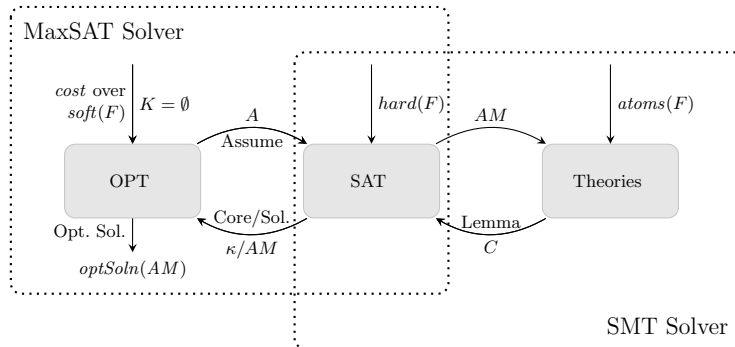 MaxSAT Solver
cost over
soft(F)
K = ∅
hard(F)
atoms(F)
A
Assume
AM
OPT
SAT
Theories
Opt. Sol.
Core/Sol.
κ/AM
Lemma
C
optSoln(AM)
SMT Solver